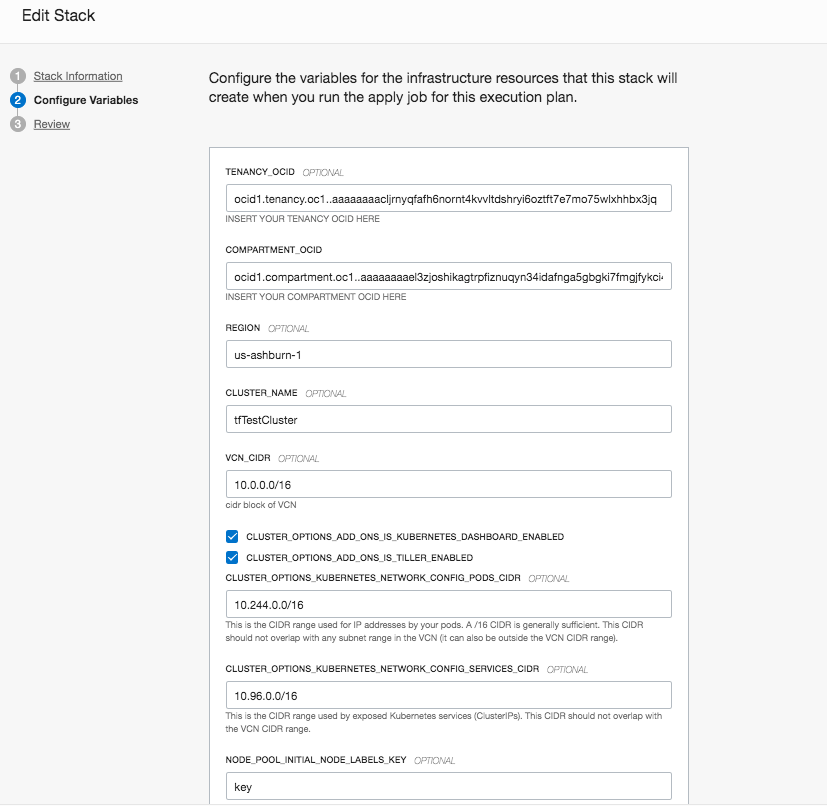 Edit Stack
1 Stack Information
2 Configure Variables
3 Review
Configure the variables for the infrastructure resources that this stack will
create when you run the apply job for this execution plan.
TENANCY_OCID OPTIONAL
ocid1.tenancy.oc1..aaaaaaaacljrnyqfafh6nornt4kvvltdshryi6oztft7e7mo75wlxhhbx3jq
INSERT YOUR TENANCY OCID HERE
COMPARTMENT_OCID
ocid1.compartment.oc1..aaaaaaaael3zjoshikagtrpfiznuqyn34idafnga5gbgki7fmgjfykci4
INSERT YOUR COMPARTMENT OCID HERE
REGION OPTIONAL
us-ashburn-1
CLUSTER_NAME OPTIONAL
tfTestCluster
VCN_CIDR OPTIONAL
10.0.0.0/16
cidr block of VCN
CLUSTER_OPTIONS_ADD_ONS_IS_KUBERNETES_DASHBOARD_ENABLED
CLUSTER_OPTIONS_ADD_ONS_IS_TILLER_ENABLED
CLUSTER_OPTIONS_KUBERNETES_NETWORK_CONFIG_PODS_CIDR OPTIONAL
10.244.0.0/16
This is the CIDR range used for IP addresses by your pods. A /16 CIDR is generally sufficient. This CIDR
should not overlap with any subnet range in the VCN (it can also be outside the VCN CIDR range).
CLUSTER_OPTIONS_KUBERNETES_NETWORK_CONFIG_SERVICES_CIDR OPTIONAL
10.96.0.0/16
This is the CIDR range used by exposed Kubernetes services (ClusterIPs). This CIDR should not overlap with
the VCN CIDR range.
NODE_POOL_INITIAL_NODE_LABELS_KEY OPTIONAL
key